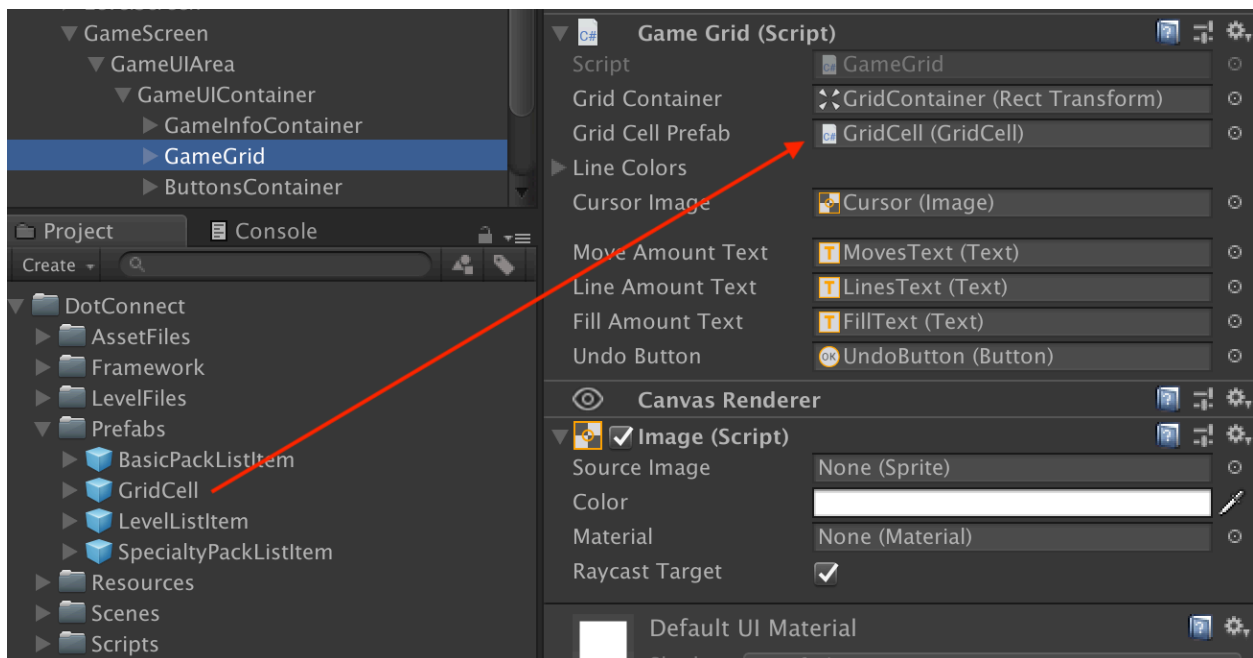 GameScreen
GameUIArea
GameUIContainer
GameInfoContainer
GameGrid
ButtonsContainer
Project
Console
Create
DotConnect
AssetFiles
Framework
LevelFiles
Prefabs
BasicPackListItem
GridCell
LevelListItem
SpecialtyPackListItem
Resources
Scenes
Scripts
C# Game Grid (Script)
Script GameGrid
Grid Container GridContainer (Rect Transform)
Grid Cell Prefab GridCell (GridCell)
Line Colors
Cursor Image Cursor (Image)
Move Amount Text T MovesText (Text)
Line Amount Text T LinesText (Text)
Fill Amount Text T FillText (Text)
Undo Button OK UndoButton (Button)
Canvas Renderer
Image (Script)
Source Image None (Sprite)
Color
Material None (Material)
Raycast Target
Default UI Material